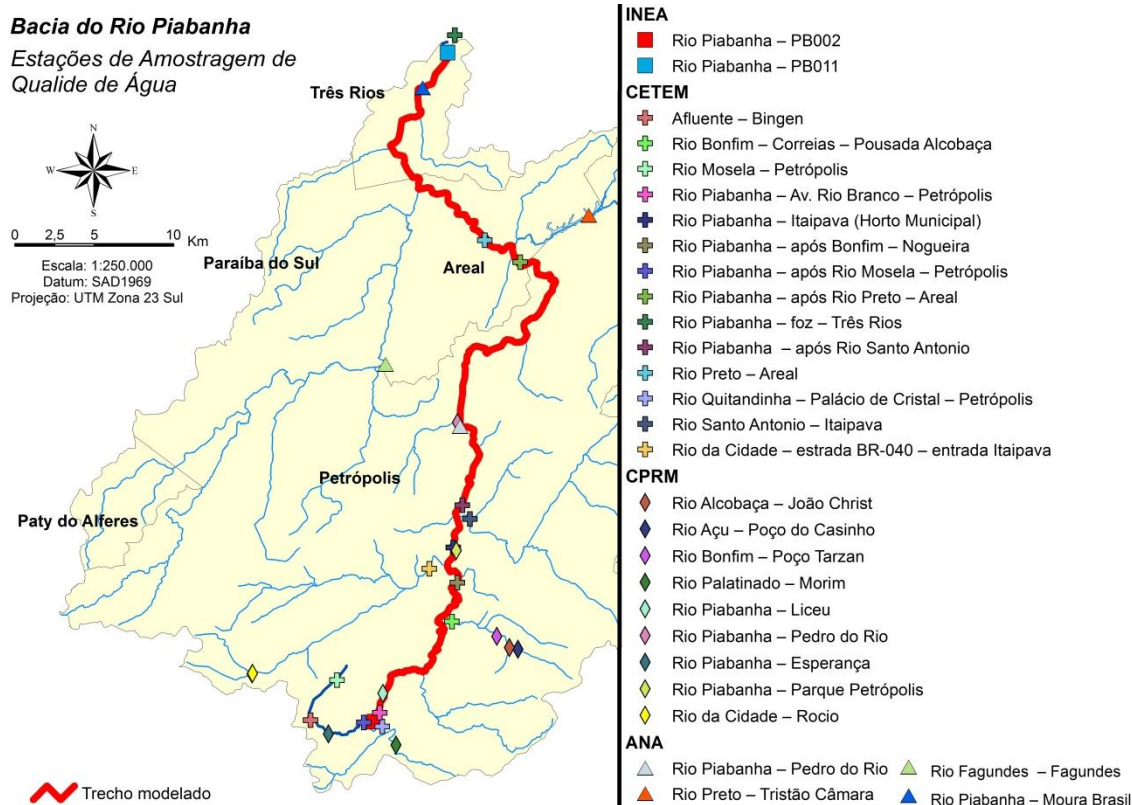 Bacia do Rio Piabanha
Estações de Amostragem de
Qualide de Água
N
W
E
S
0 2,5 5 10
Km
Escala: 1:250.000
Datum: SAD1969
Projeção: UTM Zona 23 Sul
Três Rios
Paraíba do Sul
Areal
Petrópolis
Paty do Alferes
Trecho modelado
INEA
Rio Piabanha – PB002
Rio Piabanha – PB011
CETEM
Afluente – Bingen
Rio Bonfim – Correias – Pousada Alcobaça
Rio Mosela – Petrópolis
Rio Piabanha – Av. Rio Branco – Petrópolis
Rio Piabanha – Itaipava (Horto Municipal)
Rio Piabanha – após Bonfim – Nogueira
Rio Piabanha – após Rio Mosela – Petrópolis
Rio Piabanha – após Rio Preto – Areal
Rio Piabanha – foz – Três Rios
Rio Piabanha – após Rio Santo Antonio
Rio Preto – Areal
Rio Quitandinha – Palácio de Cristal – Petrópolis
Rio Santo Antonio – Itaipava
Rio da Cidade – estrada BR-040 – entrada Itaipava
CPRM
Rio Alcobaça – João Christ
Rio Açu – Poço do Casinho
Rio Bonfim – Poço Tarzan
Rio Palatinado – Morim
Rio Piabanha – Liceu
Rio Piabanha – Pedro do Rio
Rio Piabanha – Esperança
Rio Piabanha – Parque Petrópolis
Rio da Cidade – Rocio
ANA
Rio Piabanha – Pedro do Rio
Rio Fagundes – Fagundes
Rio Preto – Tristão Câmara
Rio Piabanha – Moura Brasil